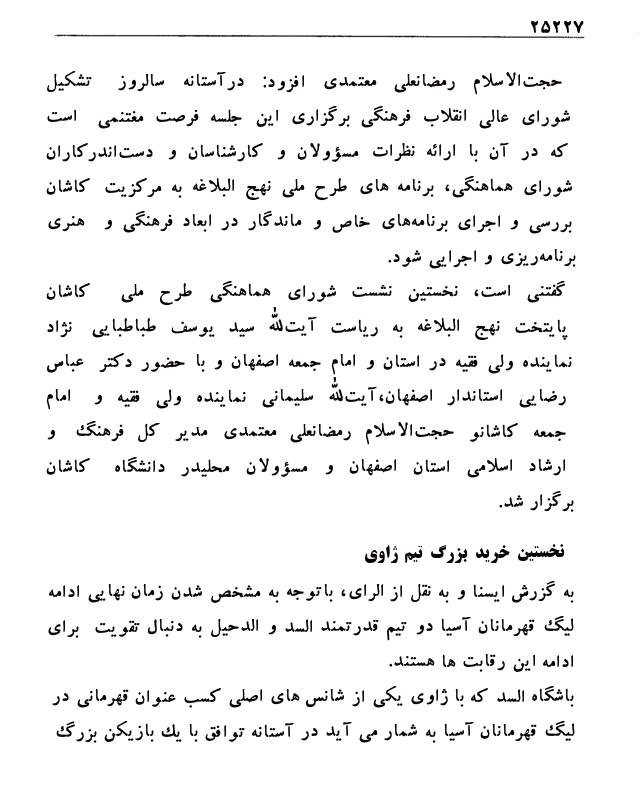 ۲۵۲۲۷
حجت‌الاسلام رمضانعلی معتمدی افزود: درآستانه سالروز تشکیل
شورای عالی انقلاب فرهنگی برگزاری این جلسه فرصت مغتنمی است
که در آن با ارائه نظرات مسؤولان و کارشناسان و دست‌اندرکاران
شورای هماهنگی، برنامه های طرح ملی نهج البلاغه به مرکزیت کاشان
بررسی و اجرای برنامه‌های خاص و ماندگار در ابعاد فرهنگی و هنری
برنامه‌ریزی و اجرایی شود.
گفتنی است، نخستین نشست شورای هماهنگی طرح ملی کاشان
پایتخت نهج البلاغه به ریاست آیت‌الله سید یوسف طباطبایی نژاد
نماینده ولی فقیه در استان و امام جمعه اصفهان و با حضور دکتر عباس
رضایی استاندار اصفهان،آیت‌الله سلیمانی نماینده ولی فقیه و امام
جمعه کاشانو حجت‌الاسلام رمضانعلی معتمدی مدیر کل فرهنگ و
ارشاد اسلامی استان اصفهان و مسؤولان محلیدر دانشگاه کاشان
برگزار شد.
نخستین خرید بزرگ تیم ژاوی
به گزرش ایسنا و به نقل از الرای، باتوجه به مشخص شدن زمان نهایی ادامه
لیگ قهرمانان آسیا دو تیم قدرتمند السد و الدحیل به دنبال تقویت برای
ادامه این رقابت ها هستند.
باشگاه السد که با ژاوی یکی از شانس های اصلی کسب عنوان قهرمانی در
لیگ قهرمانان آسیا به شمار می آید در آستانه توافق با یك بازیکن بزرگ